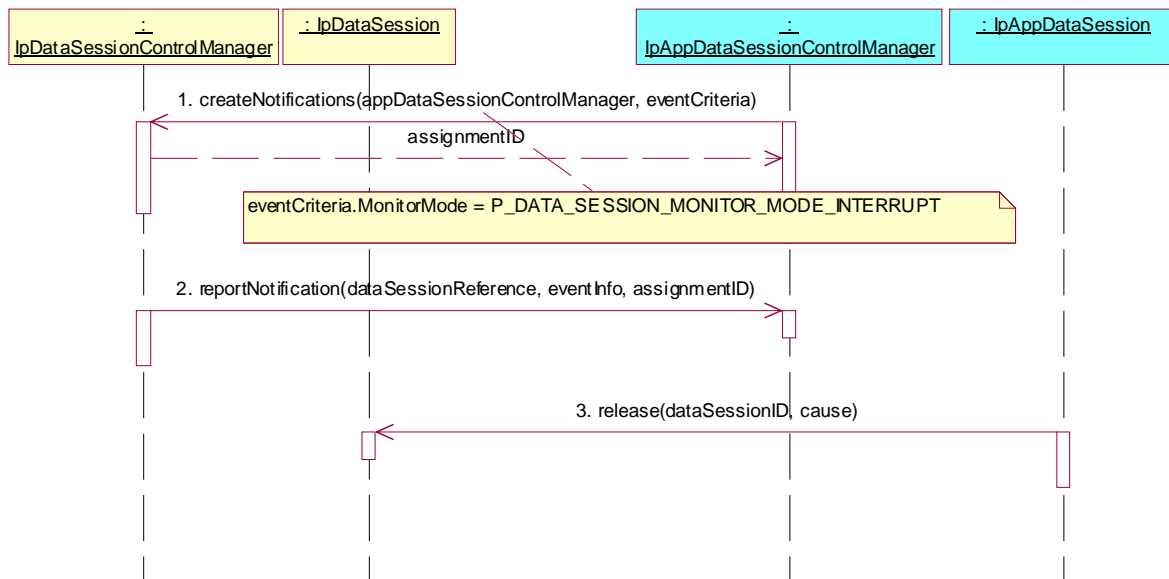 :
IpDataSessionControlManager
: IpDataSession
:
IpAppDataSessionControlManager
: IpAppDataSession
1. createNotifications(appDataSessionControlManager, eventCriteria)
assignmentID
eventCriteria.MonitorMode = P_DATA_SESSION_MONITOR_MODE_INTERRUPT
2. reportNotification(dataSessionReference, eventInfo, assignmentID)
3. release(dataSessionID, cause)